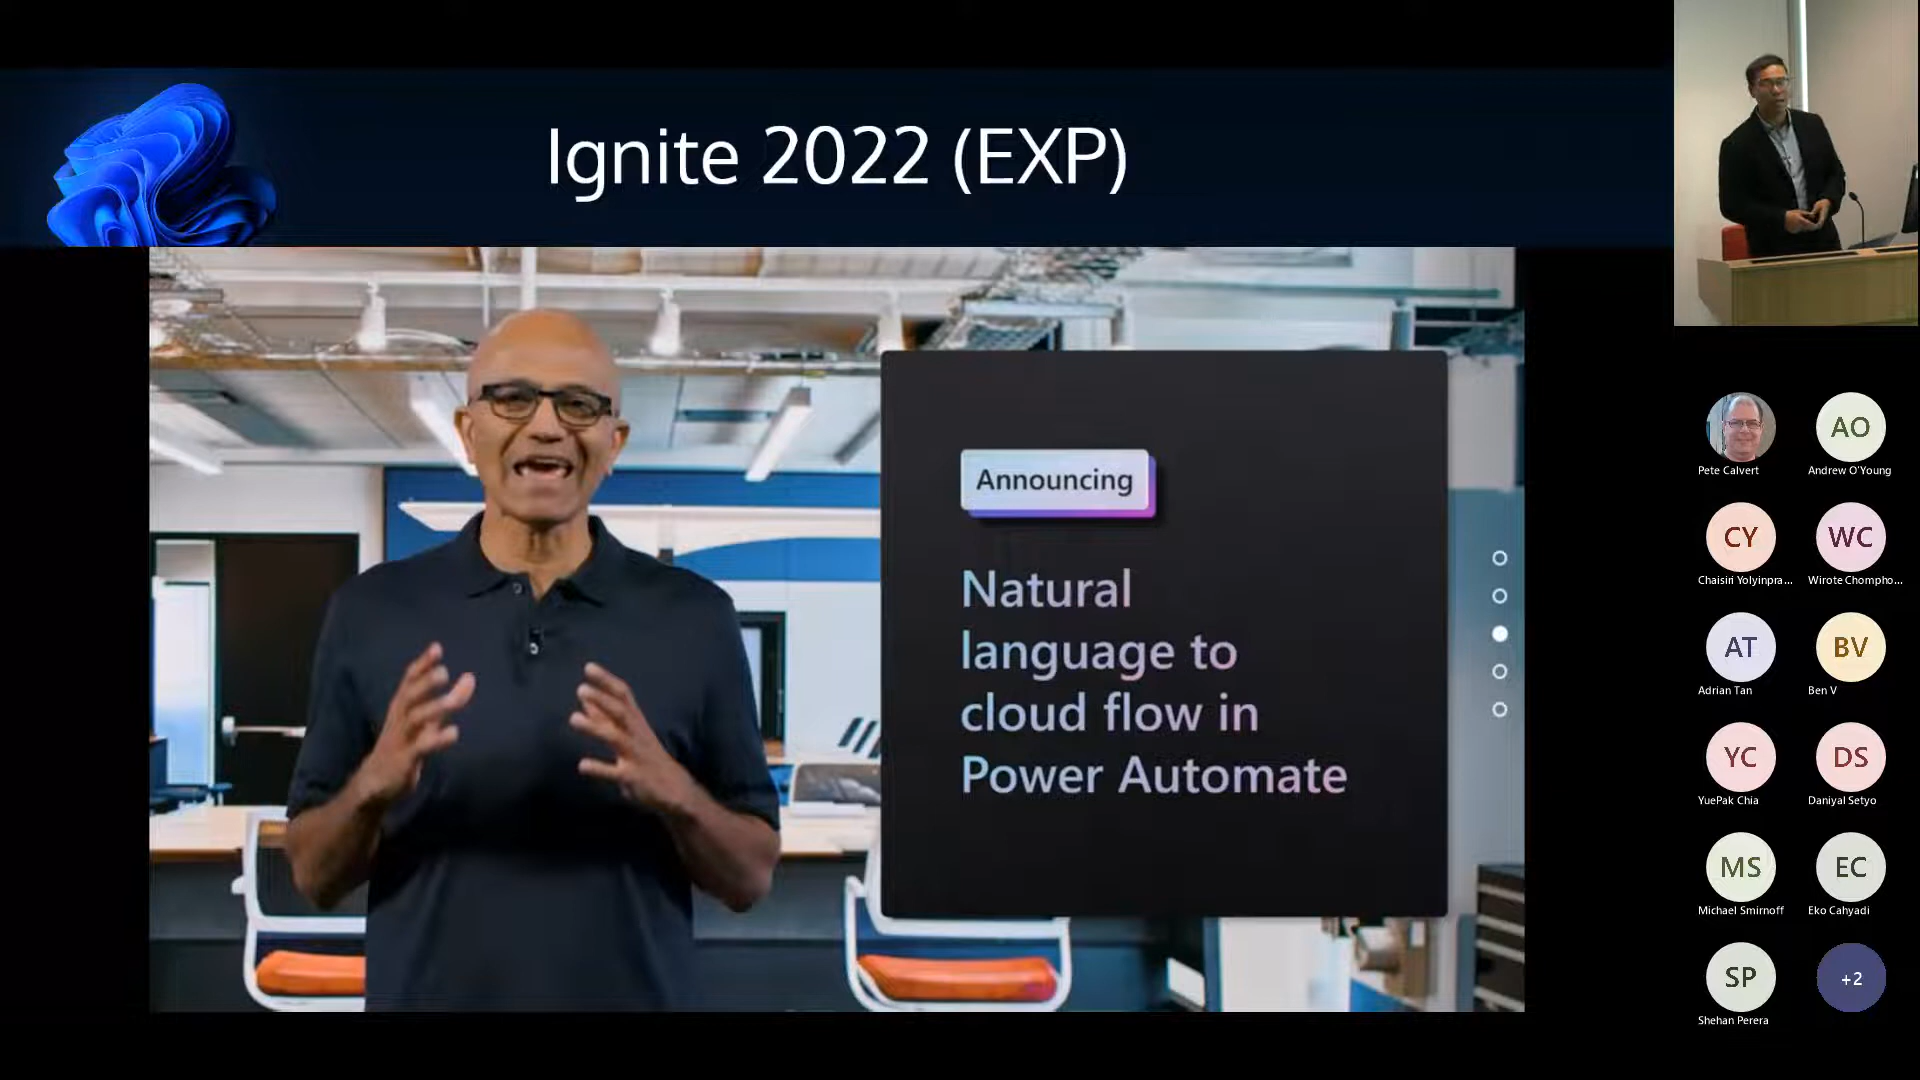 Ignite 2022 (EXP)
Announcing
Natural
language to
cloud flow in
Power Automate
AO
Pete Calvert
Andrew O'Young
CY
WC
Chaisiri Yolyinpra...
Wirote Chompho...
AT
BV
Adrian Tan
Ben V
YC
DS
YuePak Chia
Daniyal Setyo
MS
EC
Michael Smirnoff
Eko Cahyadi
SP
+2
Shehan Perera